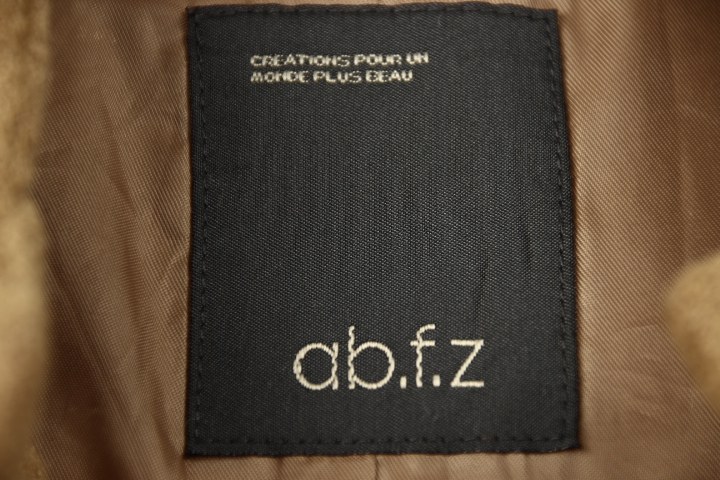 CREATIONS POUR UN
MONDE PLUS BEAU
ab.f.z